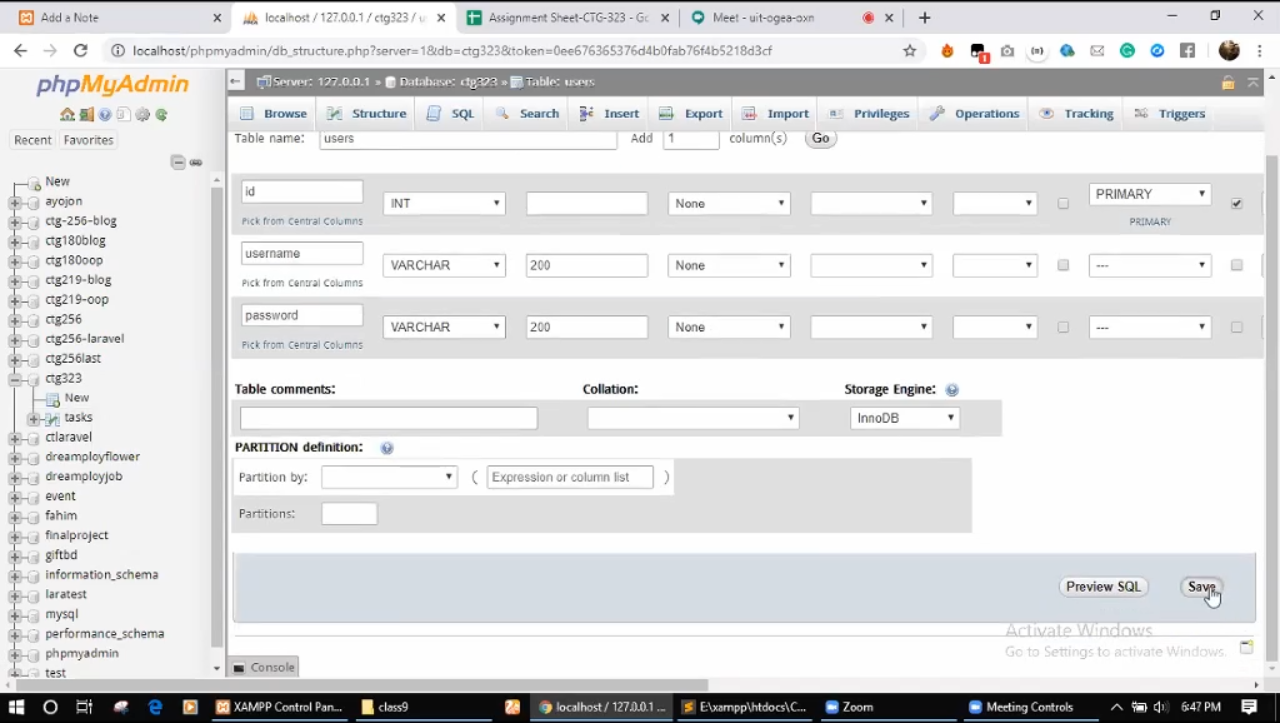 Add a Note
localhost / 127.0.0.1 / ctg323 / u
Assignment Sheet-CTG-323 - Go
Meet - uit-ogea-oxn
localhost/phpmyadmin/db_structure.php?server=1&db=ctg323&token=0ee676365376d4b0fab76f4b5218d3cf
1
phpMyAdmin
Server: 127.0.0.1 » Database: ctg323 » Table: users
Browse Structure SQL Search Insert Export Import Privileges Operations Tracking Triggers
Recent Favorites
Table name: users Add 1 column(s) Go
New
ayojon
ctg-256-blog
ctg180blog
ctg180oop
ctg219-blog
ctg219-oop
ctg256
ctg256-laravel
ctg256last
ctg323
New
tasks
ctlaravel
dreamployflower
dreamployjob
event
fahim
finalproject
giftbd
information_schema
laratest
mysql
performance_schema
phpmyadmin
test
id INT None PRIMARY
Pick from Central Columns PRIMARY
username VARCHAR 200 None ---
Pick from Central Columns
password VARCHAR 200 None ---
Pick from Central Columns
Table comments: Collation: Storage Engine:
InnoDB
PARTITION definition:
Partition by: ( Expression or column list )
Partitions:
Preview SQL Save
Activate Windows
Go to Settings to activate Windows.
Console
XAMPP Control Pan... class9 localhost / 127.0.0.... E:\xampp\htdocs\C... Zoom Meeting Controls 6:47 PM